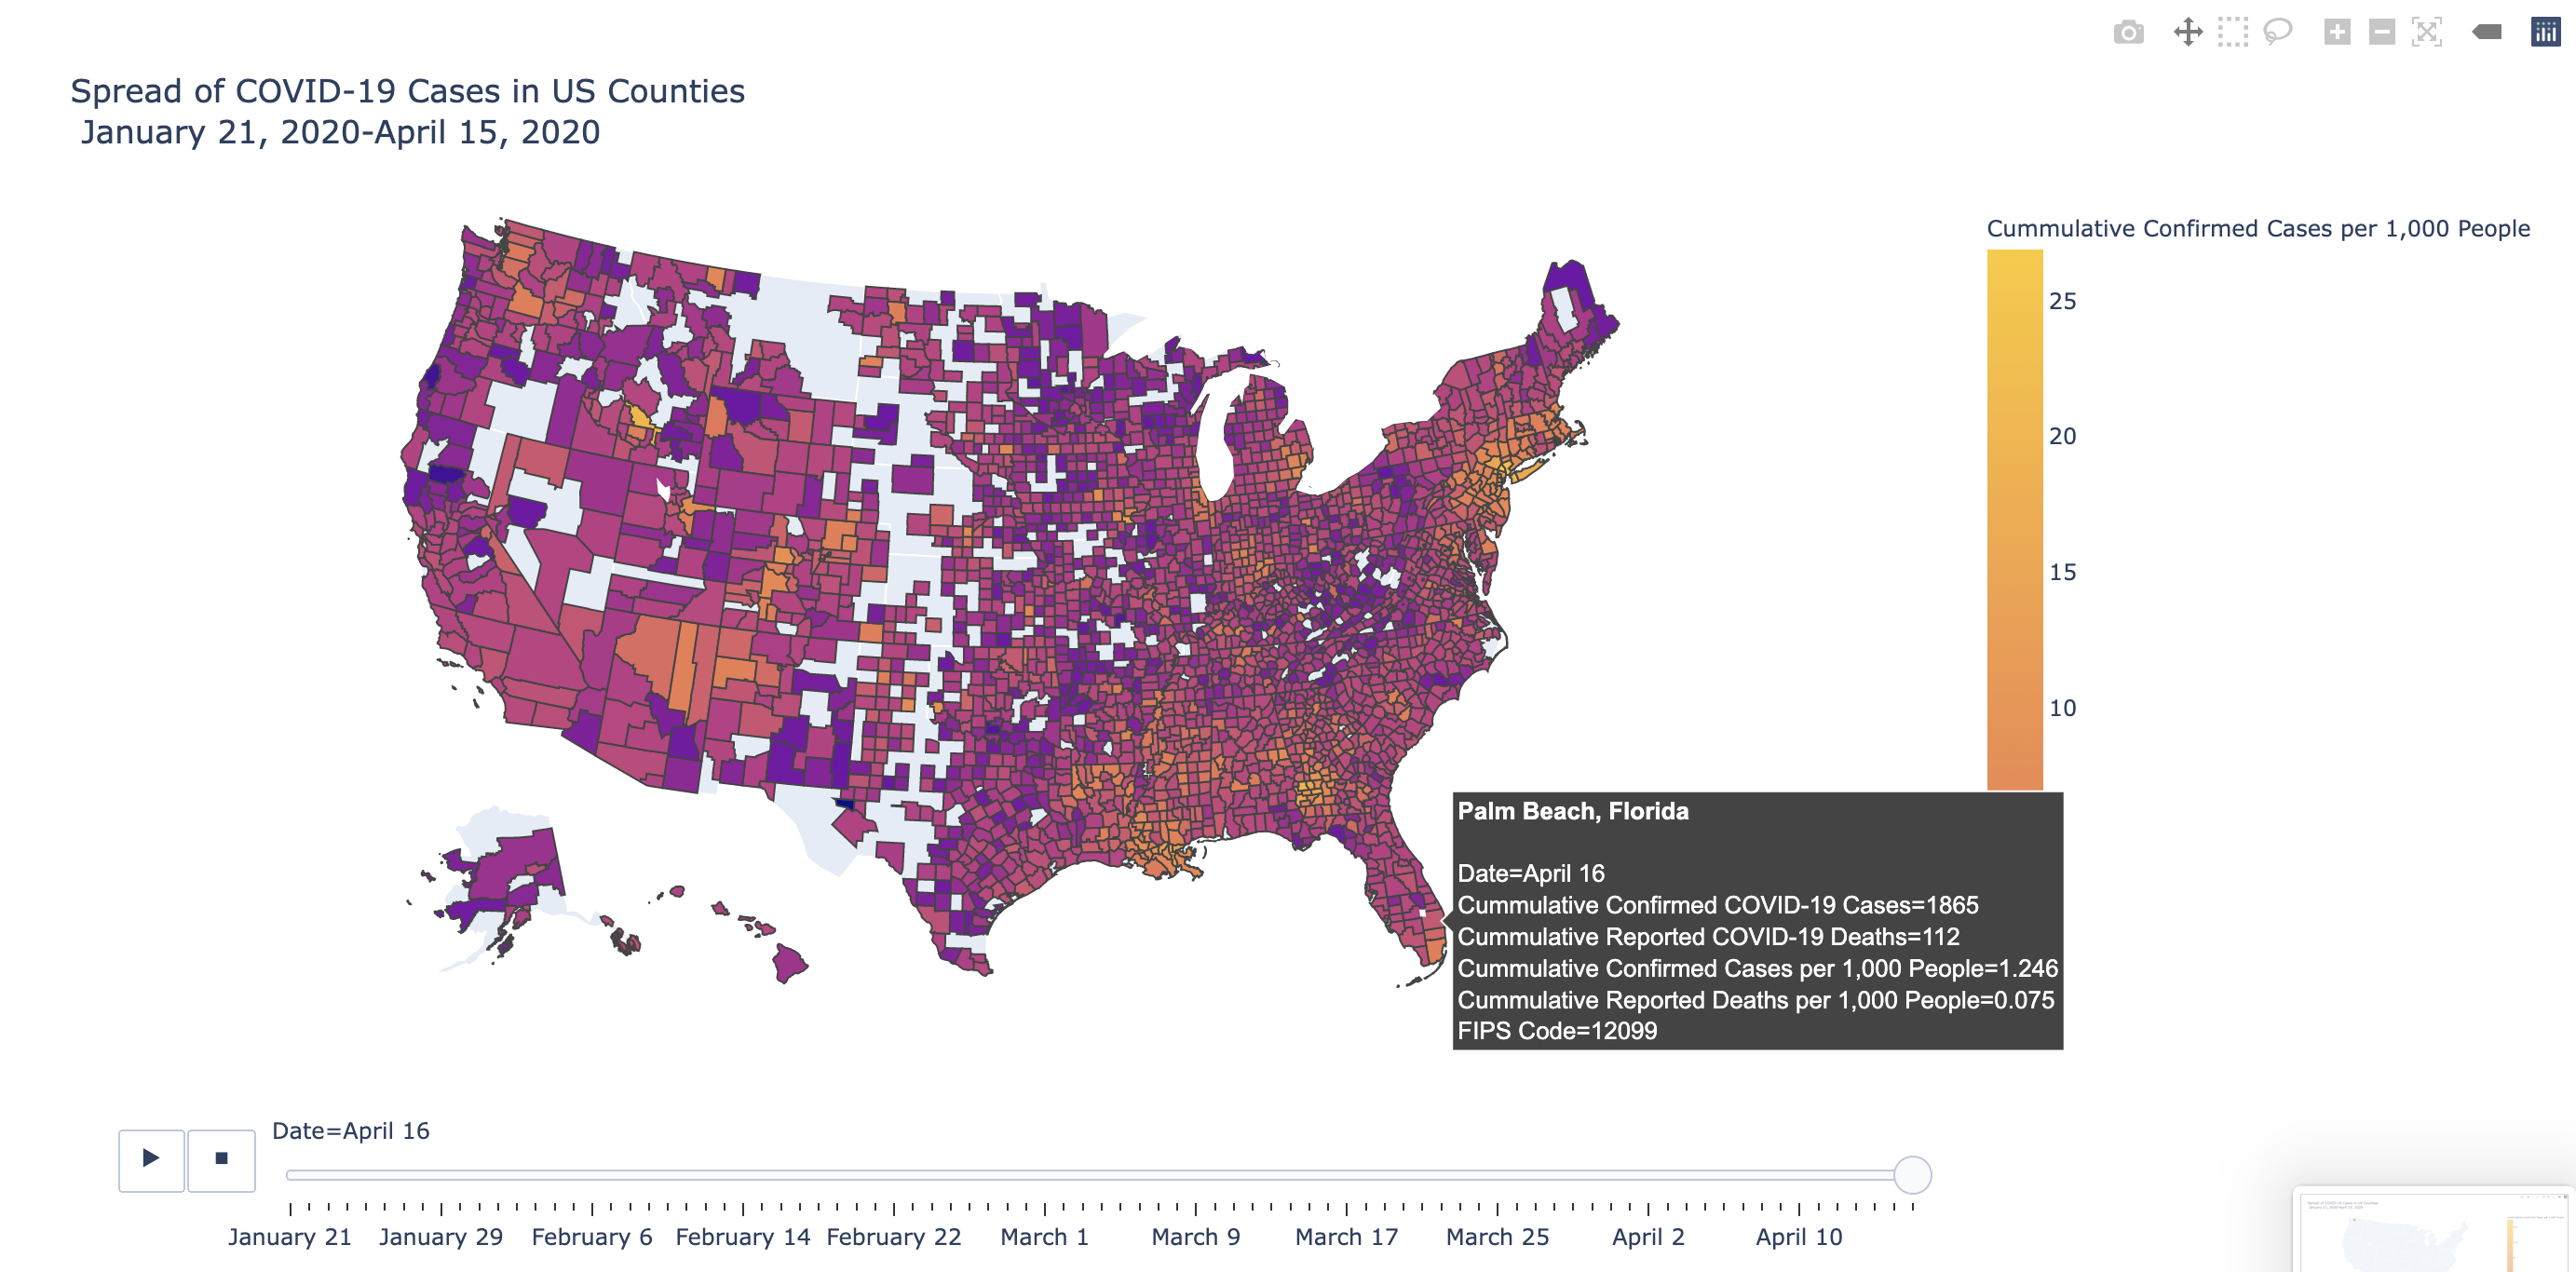 Spread of COVID-19 Cases in US Counties
January 21, 2020-April 15, 2020
Cummulative Confirmed Cases per 1,000 People
25
20
15
10
Palm Beach, Florida
Date=April 16
Cummulative Confirmed COVID-19 Cases=1865
Cummulative Reported COVID-19 Deaths=112
Cummulative Confirmed Cases per 1,000 People=1.246
Cummulative Reported Deaths per 1,000 People=0.075
FIPS Code=12099
Date=April 16
January 21 January 29 February 6 February 14 February 22 March 1 March 9 March 17 March 25 April 2 April 10